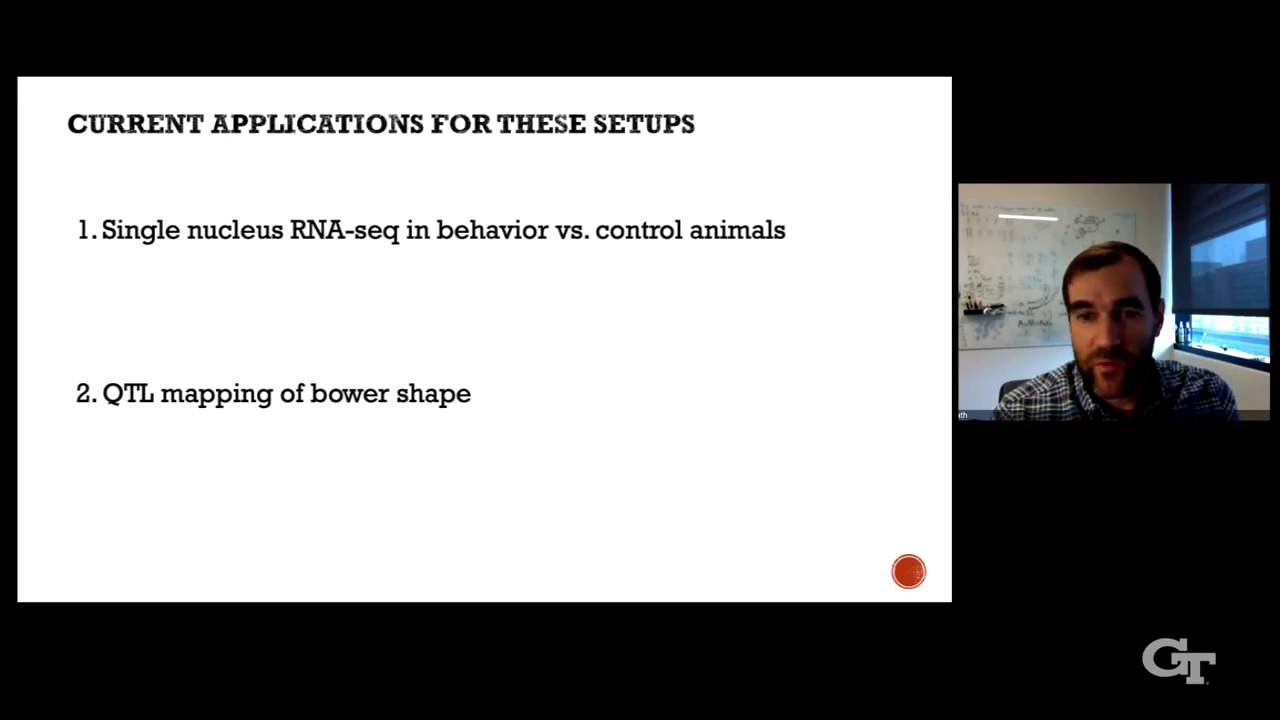 CURRENT APPLICATIONS FOR THESE SETUPS
1. Single nucleus RNA-seq in behavior vs. control animals
2. QTL mapping of bower shape
ath
GT